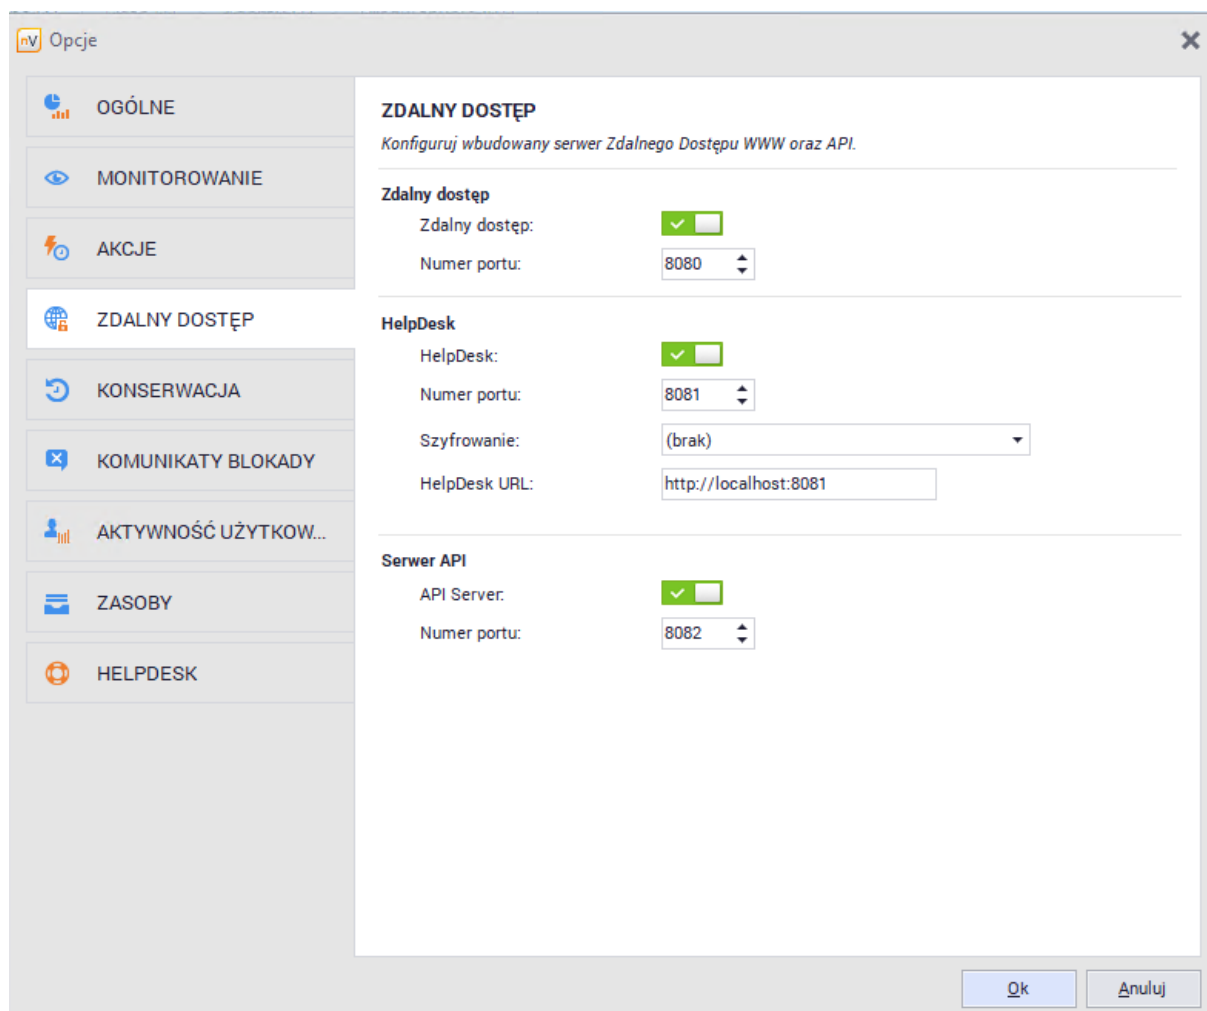 nV Opcje
OGÓLNE
MONITOROWANIE
AKCJE
ZDALNY DOSTĘP
KONSERWACJA
KOMUNIKATY BLOKADY
AKTYWNOŚĆ UŻYTKOW...
ZASOBY
HELPDESK
ZDALNY DOSTĘP
Konfiguruj wbudowany serwer Zdalnego Dostępu WWW oraz API.
Zdalny dostęp
Zdalny dostęp:
Numer portu: 8080
HelpDesk
HelpDesk:
Numer portu: 8081
Szyfrowanie: (brak)
HelpDesk URL: http://localhost:8081
Serwer API
API Server:
Numer portu: 8082
Ok Anuluj